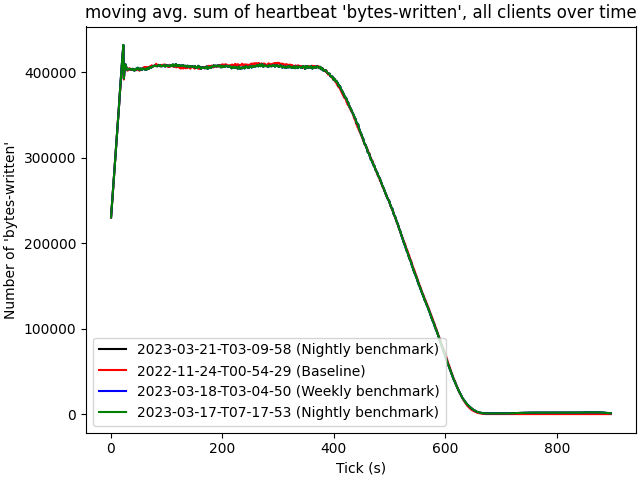 moving avg. sum of heartbeat 'bytes-written', all clients over time
Number of 'bytes-written'
400000
300000
200000
100000
0
2023-03-21-T03-09-58 (Nightly benchmark)
2022-11-24-T00-54-29 (Baseline)
2023-03-18-T03-04-50 (Weekly benchmark)
2023-03-17-T07-17-53 (Nightly benchmark)
0 200 400 600 800
Tick (s)